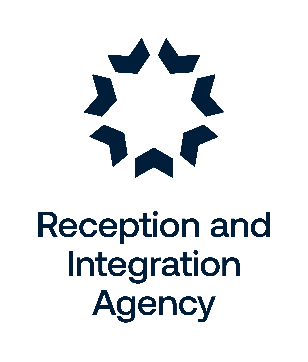 Reception and
Integration
Agency